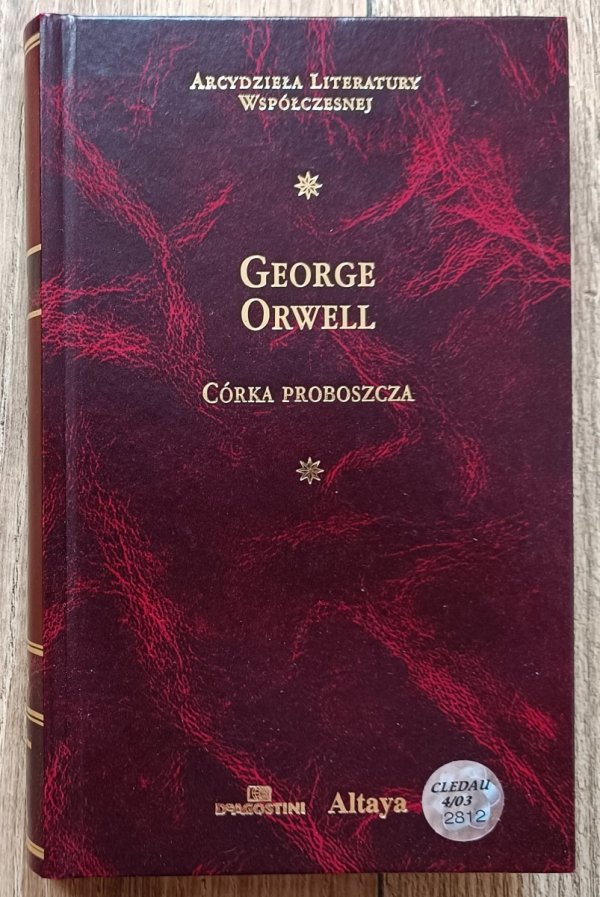 Arcydzieła Literatury
Współczesnej
George
Orwell
Córka proboszcza
DeAGOSTINI
Altaya
CLEDAU
4/03
2812